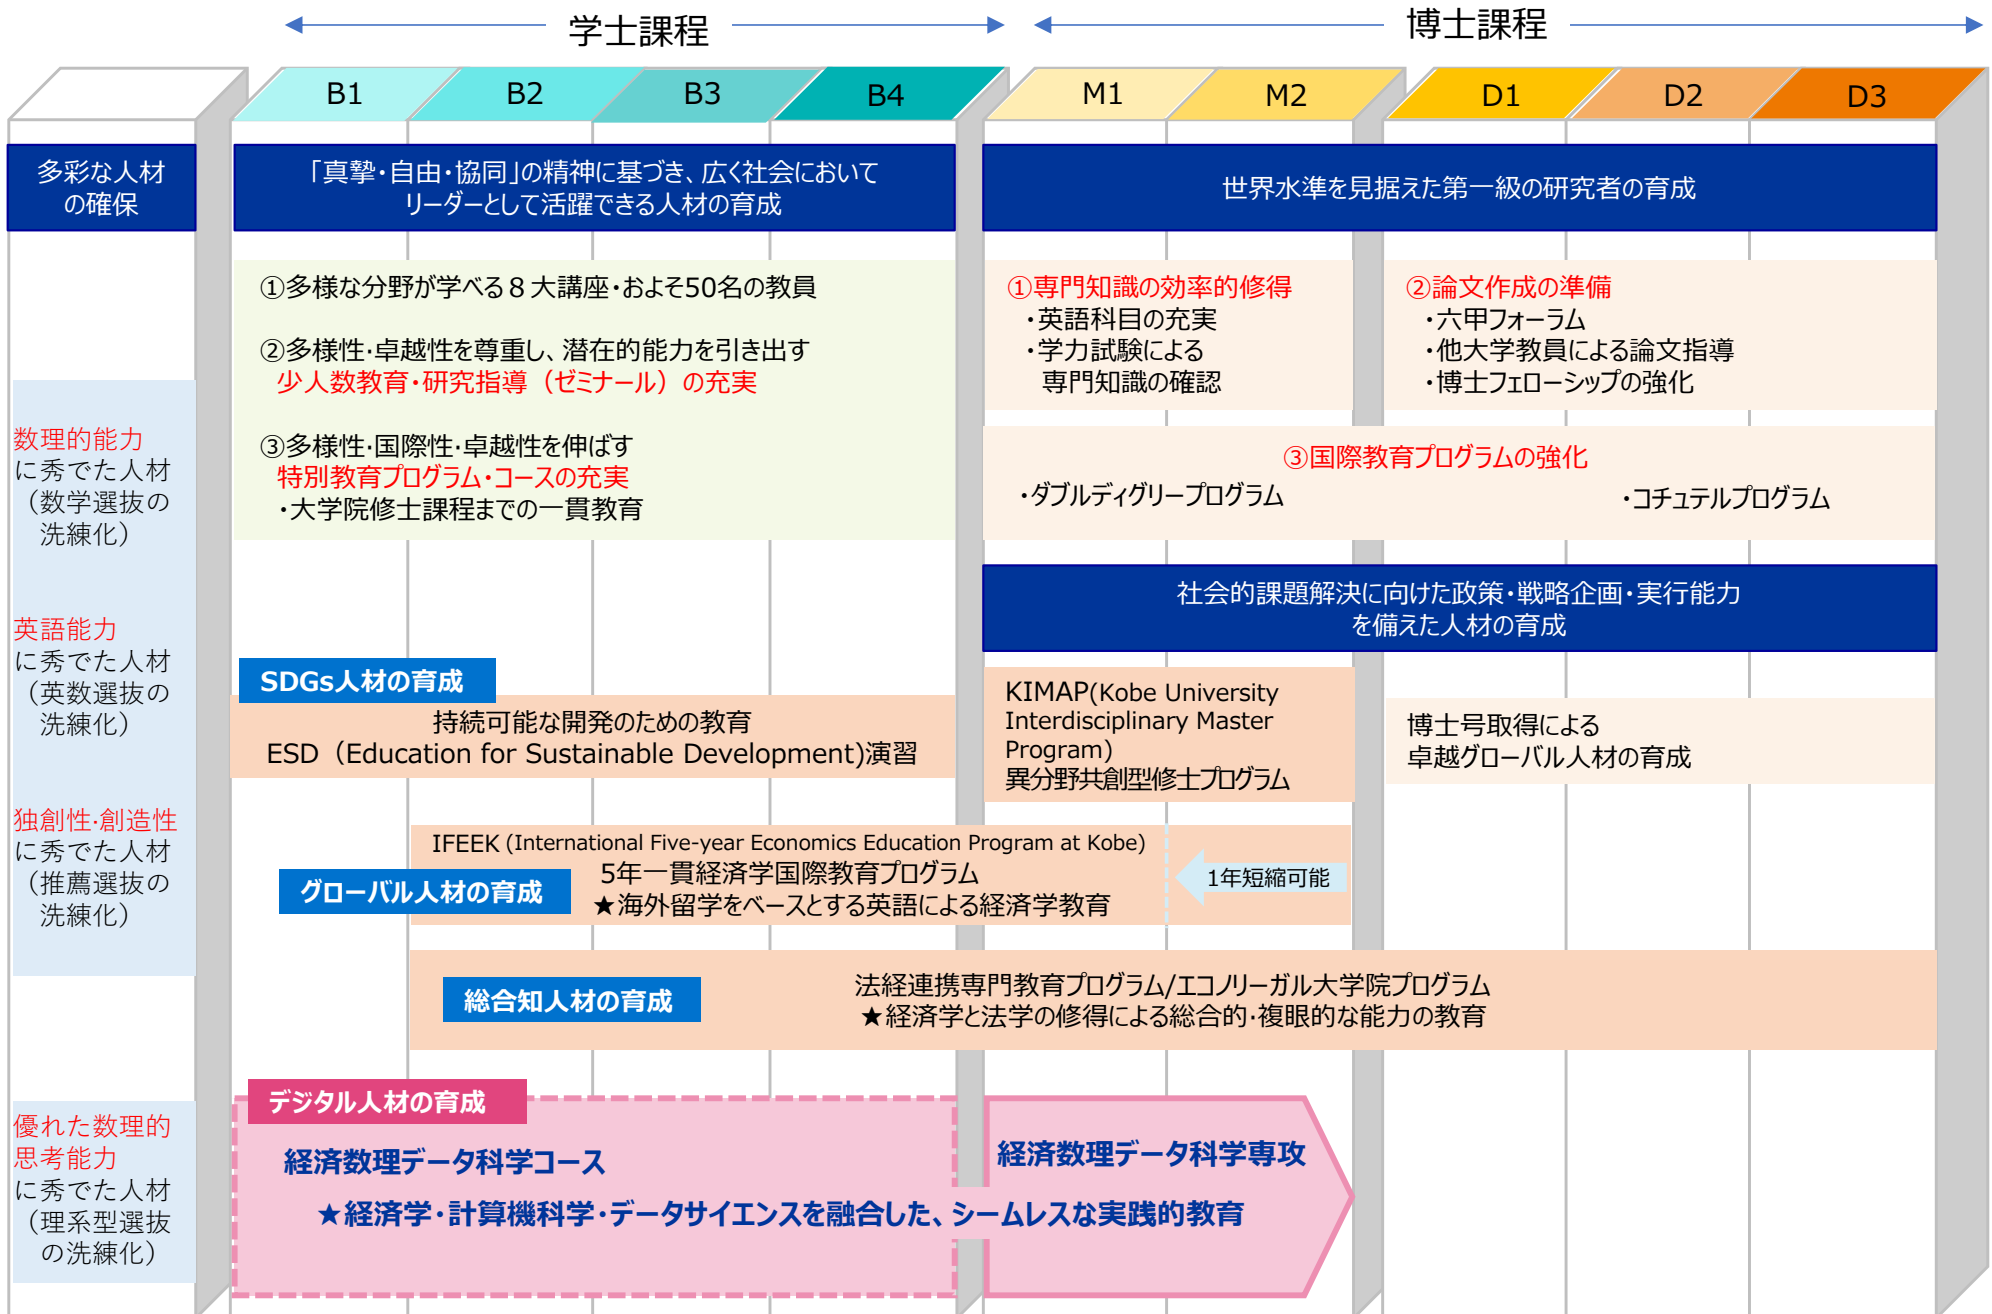 学士課程
博士課程
B1
B2
B3
B4
M1
M2
D1
D2
D3
多彩な人材
の確保
「真摯・自由・協同」の精神に基づき、広く社会において
リーダーとして活躍できる人材の育成
世界水準を見据えた第一級の研究者の育成
①多様な分野が学べる８大講座・およそ50名の教員
②多様性・卓越性を尊重し、潜在的能力を引き出す
少人数教育・研究指導（ゼミナール）の充実
③多様性・国際性・卓越性を伸ばす
特別教育プログラム・コースの充実
・大学院修士課程までの一貫教育
①専門知識の効率的修得
・英語科目の充実
・学力試験による
専門知識の確認
②論文作成の準備
・六甲フォーラム
・他大学教員による論文指導
・博士フェローシップの強化
③国際教育プログラムの強化
・ダブルディグリープログラム
・コチュテルプログラム
数理的能力
に秀でた人材
（数学選抜の
洗練化）
英語能力
に秀でた人材
（英数選抜の
洗練化）
独創性・創造性
に秀でた人材
（推薦選抜の
洗練化）
優れた数理的
思考能力
に秀でた人材
（理系型選抜
の洗練化）
社会的課題解決に向けた政策・戦略企画・実行能力
を備えた人材の育成
SDGs人材の育成
持続可能な開発のための教育
ESD（Education for Sustainable Development)演習
KIMAP(Kobe University
Interdisciplinary Master
Program)
異分野共創型修士プログラム
博士号取得による
卓越グローバル人材の育成
IFEEK (International Five-year Economics Education Program at Kobe)
5年一貫経済学国際教育プログラム
★海外留学をベースとする英語による経済学教育
グローバル人材の育成
1年短縮可能
総合知人材の育成
法経連携専門教育プログラム/エコノリーガル大学院プログラム
★経済学と法学の修得による総合的・複眼的な能力の教育
デジタル人材の育成
経済数理データ科学コース
経済数理データ科学専攻
★経済学・計算機科学・データサイエンスを融合した、シームレスな実践的教育